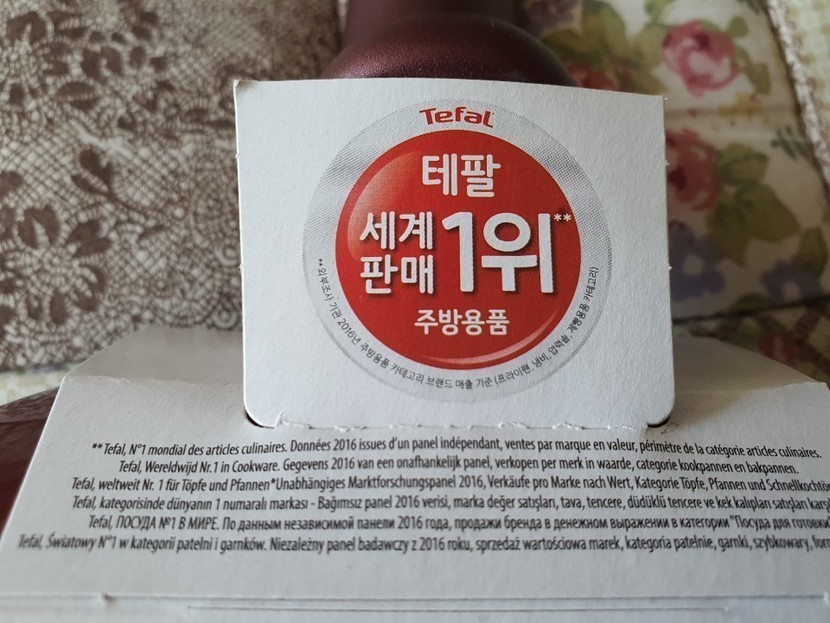 Tefal
테팔
세계
판매 1위**
주방용품
**외부조사 기관 2016년 주방용품 카테고리 브랜드 매출 기준 (프라이팬, 냄비, 압력솥, 제빵용품 카테고리)
**Tefal, N°1 mondial des articles culinaires. Données 2016 issues d'un panel indépendant, ventes par marque en valeur, périmètre de la catégorie articles culinaires.
Tefal, Wereldwijd Nr.1 in Cookware. Gegevens 2016 van een onafhankelijk panel, verkopen per merk in waarde, categorie kookpannen en bakpannen.
Tefal, weltweit Nr. 1 für Töpfe und Pfannen*Unabhängiges Marktforschungspanel 2016, Verkäufe pro Marke nach Wert, Kategorie Töpfe, Pfannen und Schnellkochtö
Tefal, kategorisinde dünyanın 1 numaralı markası - Bağımsız panel 2016 verisi, marka değer satışları, tava, tencere, düdüklü tencere ve kek kalıpları satışları karşı
Tefal, ПОСУДА №1 В МИРЕ. По данным независимой панели 2016 года, продажи бренда в денежном выражении в категории "Посуда для готовки
Tefal, Światowy N°1 w kategorii patelni i garnków. Niezależny panel badawczy z 2016 roku, sprzedaż wartościowa marek, kategoria patelnie, garnki, szybkowary, for